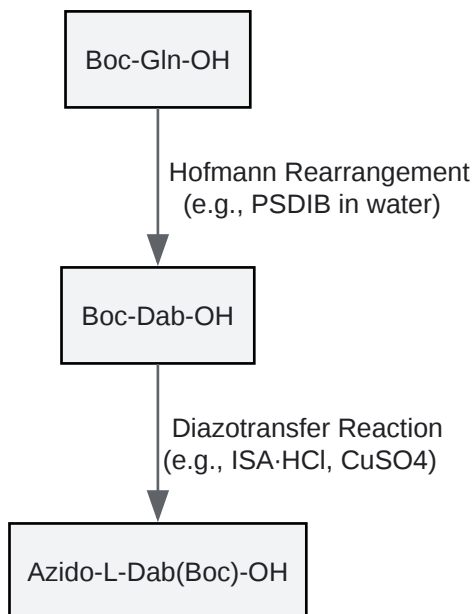 Boc-Gln-OH
Hofmann Rearrangement
(e.g., PSDIB in water)
Boc-Dab-OH
Diazotransfer Reaction
(e.g., ISA·HCl, CuSO4)
Azido-L-Dab(Boc)-OH